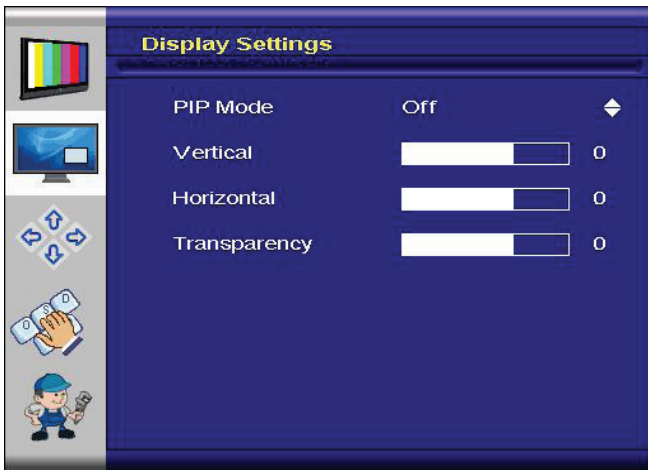 Display Settings
PIP Mode Off
Vertical 0
Horizontal 0
Transparency 0
O S D